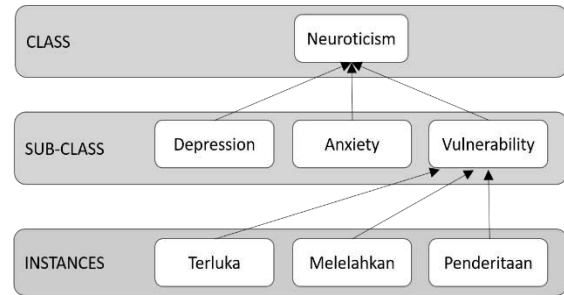 CLASS
Neuroticism
SUB-CLASS
Depression
Anxiety
Vulnerability
INSTANCES
Terluka
Melelahkan
Penderitaan